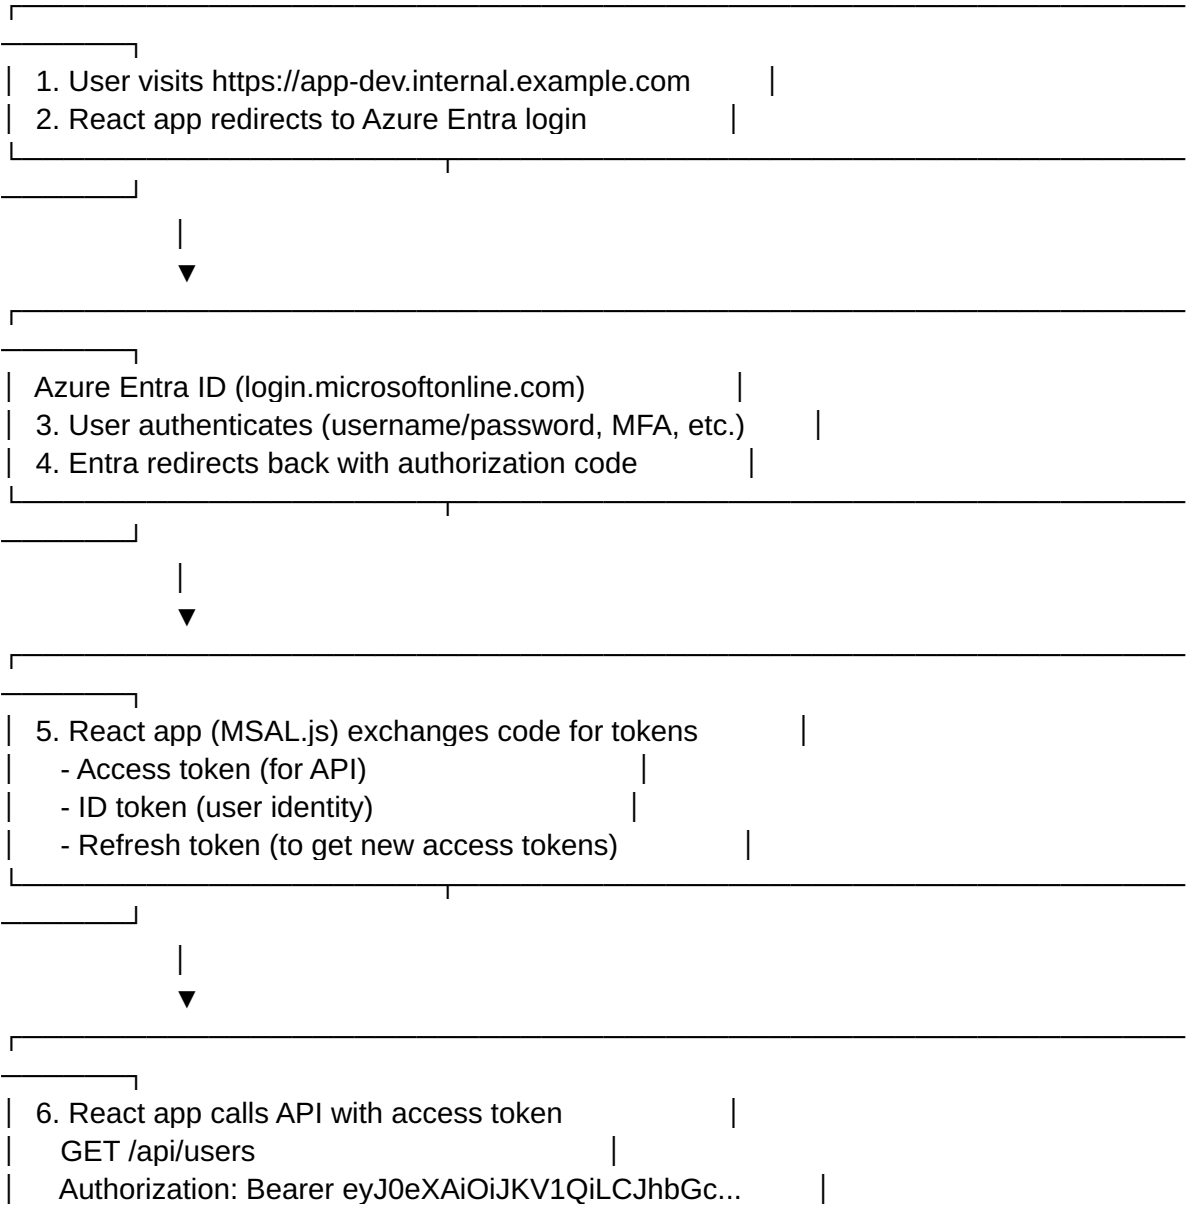 1. User visits https://app-dev.internal.example.com
2. React app redirects to Azure Entra login
Azure Entra ID (login.microsoftonline.com)
3. User authenticates (username/password, MFA, etc.)
4. Entra redirects back with authorization code
5. React app (MSAL.js) exchanges code for tokens
- Access token (for API)
- ID token (user identity)
- Refresh token (to get new access tokens)
6. React app calls API with access token
GET /api/users
Authorization: Bearer eyJ0eXAiOiJKV1QiLCJhbGc...